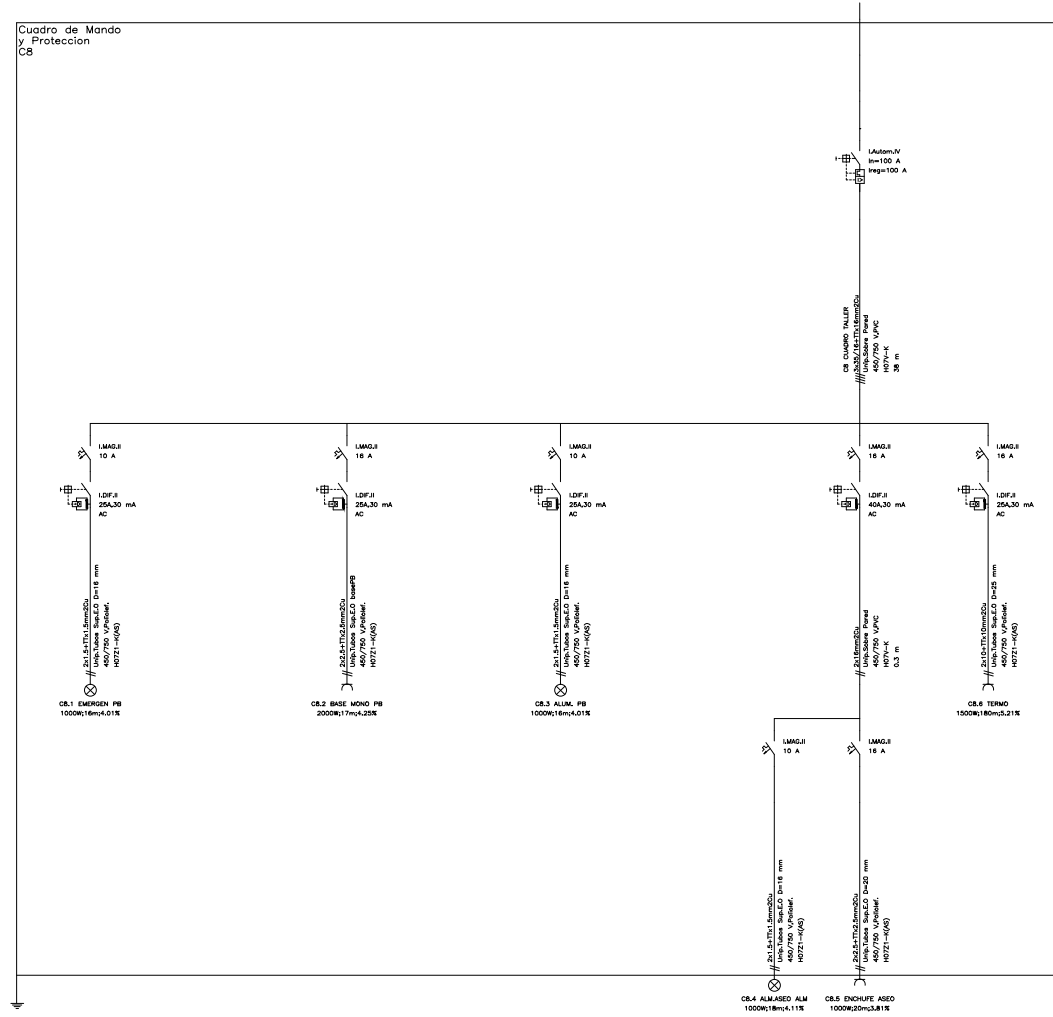 Cuadro de Mando
y Proteccion
C8
I.Autom.IV
In=100 A
Ireg=100 A
C8 CUADRO TALLER
3x35/16+TTx16mm2Cu
Unip.Sobre Pared
450/750 V,PVC
H07V-K
38 m
I.MAG.II
10 A
I.MAG.II
16 A
I.MAG.II
10 A
I.MAG.II
16 A
I.MAG.II
16 A
I.DIF.II
25A,30 mA
AC
I.DIF.II
25A,30 mA
AC
I.DIF.II
25A,30 mA
AC
I.DIF.II
40A,30 mA
AC
I.DIF.II
25A,30 mA
AC
2x1.5+TTx1.5mm2Cu
Unip.Tubos Sup.E.O D=16 mm
450/750 V,Poliolef.
H07Z1-K(AS)
2x2.5+TTx2.5mm2Cu
Unip.Tubos Sup.E.O basePB
450/750 V,Poliolef.
H07Z1-K(AS)
2x1.5+TTx1.5mm2Cu
Unip.Tubos Sup.E.O D=16 mm
450/750 V,Poliolef.
H07Z1-K(AS)
2x16mm2Cu
Unip.Sobre Pared
450/750 V,PVC
H07V-K
0.3 m
2x10+TTx10mm2Cu
Unip.Tubos Sup.E.O D=25 mm
450/750 V,Poliolef.
H07Z1-K(AS)
C8.1 EMERGEN PB
1000W;16m;4.01%
C8.2 BASE MONO PB
2000W;17m;4.25%
C8.3 ALUM. PB
1000W;16m;4.01%
C8.6 TERMO
1500W;180m;5.21%
I.MAG.II
10 A
I.MAG.II
16 A
2x1.5+TTx1.5mm2Cu
Unip.Tubos Sup.E.O D=16 mm
450/750 V,Poliolef.
H07Z1-K(AS)
2x2.5+TTx2.5mm2Cu
Unip.Tubos Sup.E.O D=20 mm
450/750 V,Poliolef.
H07Z1-K(AS)
C8.4 ALM.ASEO ALM
1000W;18m;4.11%
C8.5 ENCHUFE ASEO
1000W;20m;3.81%